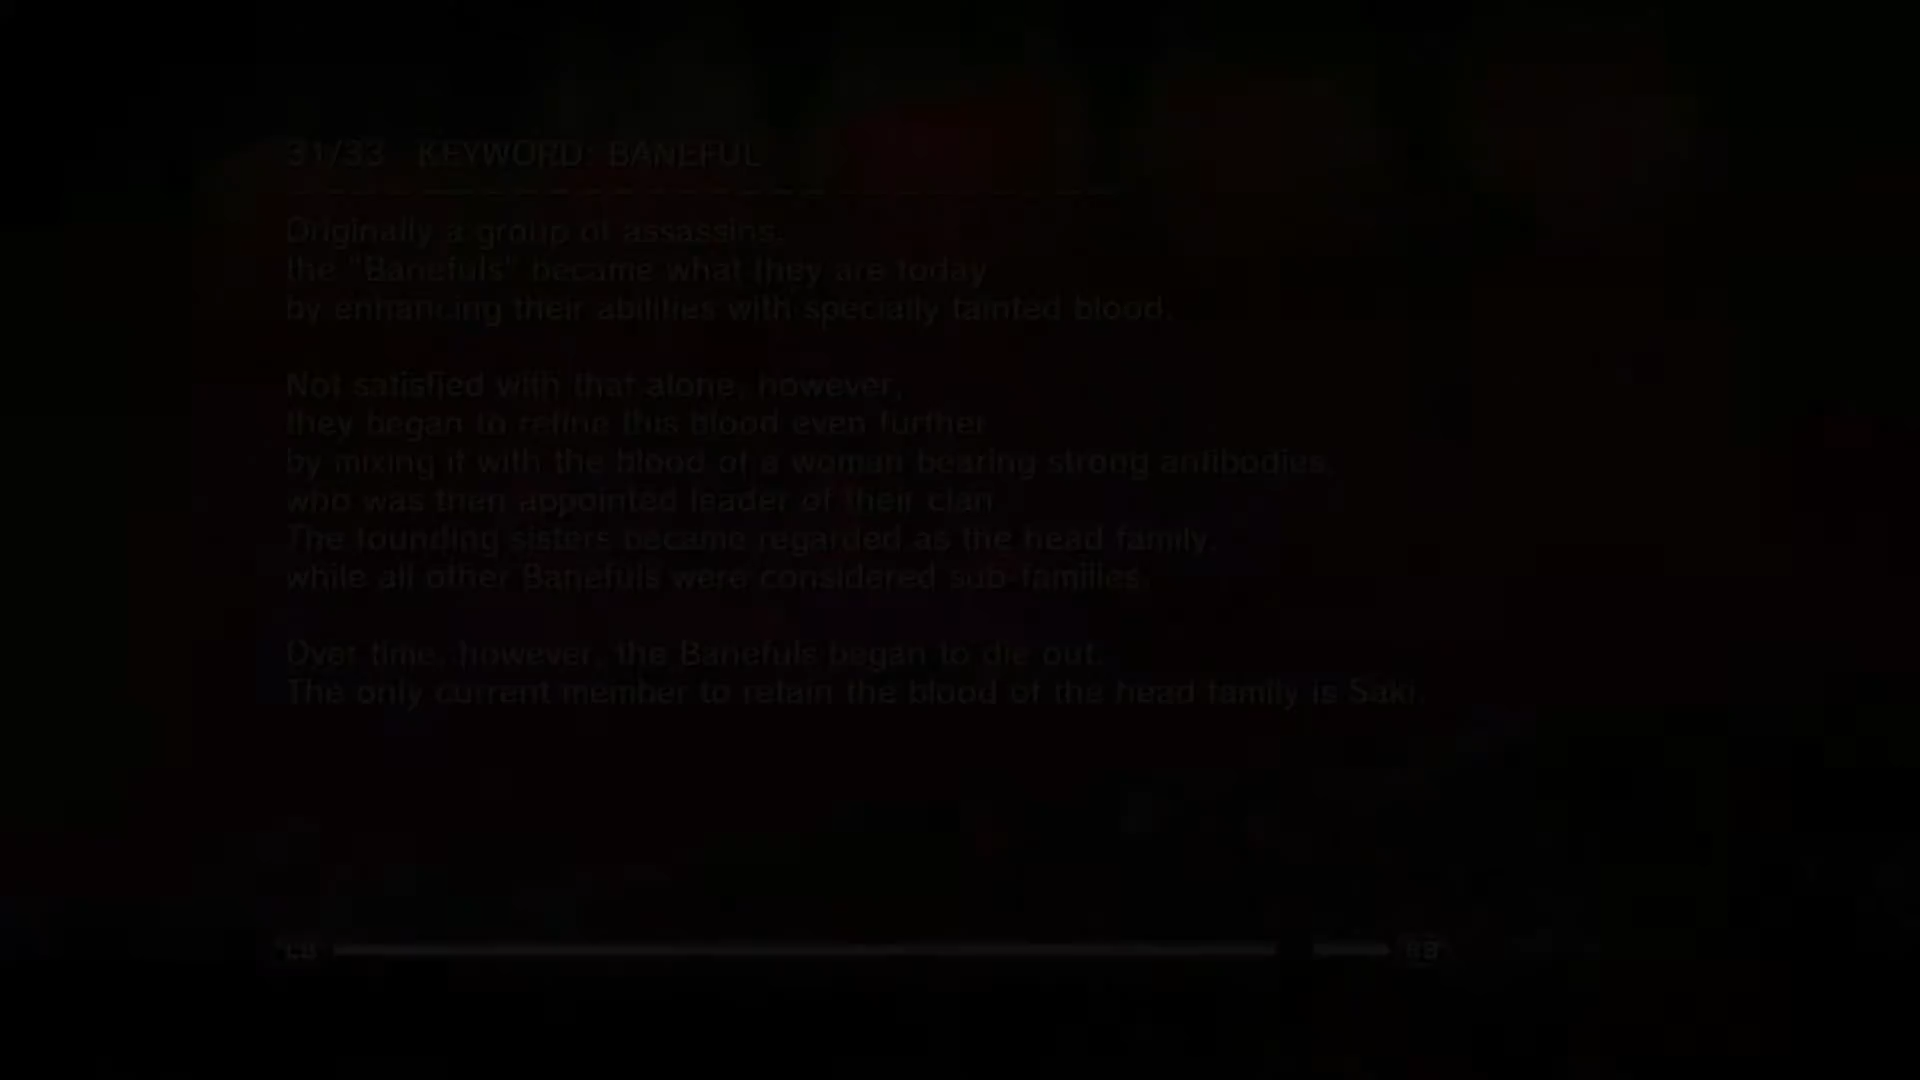 31/33 KEYWORD: BANEFUL
Originally a group of assassins,
the "Banefuls" became what they are today
by enhancing their abilities with specially tainted blood.
Not satisfied with that alone, however,
they began to refine this blood even further
by mixing it with the blood of a woman bearing strong antibodies,
who was then appointed leader of their clan.
The founding sisters became regarded as the head family,
while all other Banefuls were considered sub-families.
Over time, however, the Banefuls began to die out.
The only current member to retain the blood of the head family is Saki.
LB RB